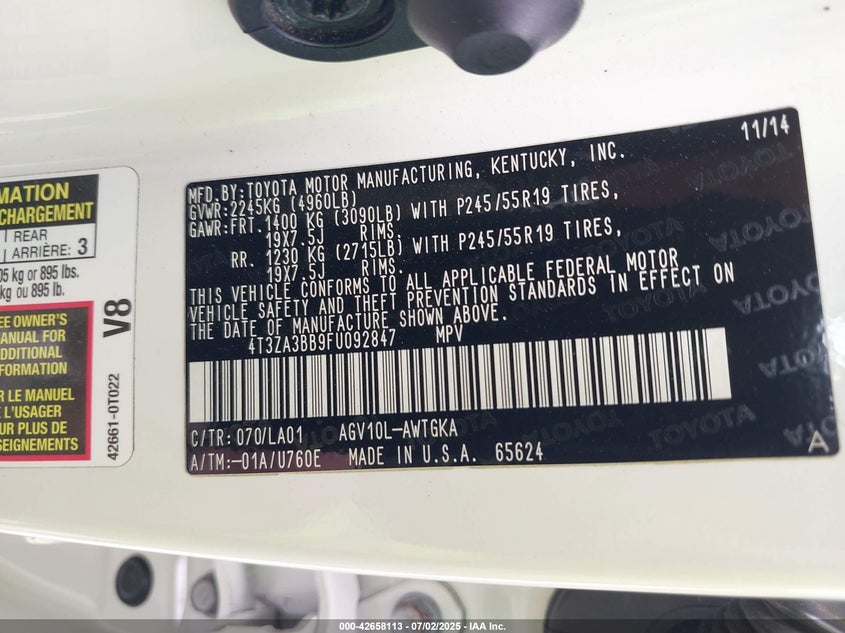 MATION
CHARGEMENT
REAR
ARRIÈRE: 3
05 kg or 895 lbs.
kg ou 895 lb.
EE OWNER'S
MANUAL FOR
ADDITIONAL
FORMATION
R LE MANUEL
L'USAGER
UR PLUS DE
SEIGNEMENTS
V8
42661-0T022
11/14
MFD.BY:TOYOTA MOTOR MANUFACTURING, KENTUCKY, INC.
GVWR:2245KG (4960LB)
GAWR:FRT. 1400 KG (3090LB) WITH P245/55R19 TIRES,
19X7.5J RIMS.
RR. 1230 KG (2715LB) WITH P245/55R19 TIRES,
19X7.5J RIMS.
THIS VEHICLE CONFORMS TO ALL APPLICABLE FEDERAL MOTOR
VEHICLE SAFETY AND THEFT PREVENTION STANDARDS IN EFFECT ON
THE DATE OF MANUFACTURE SHOWN ABOVE.
4T3ZA3BB9FU092847 MPV
C/TR: 070/LA01 AGV10L-AWTGKA
A/TM:-01A/U760E MADE IN U.S.A. 65624
A
TOYOTA
000-42658113 - 07/02/2025 - IAA Inc.